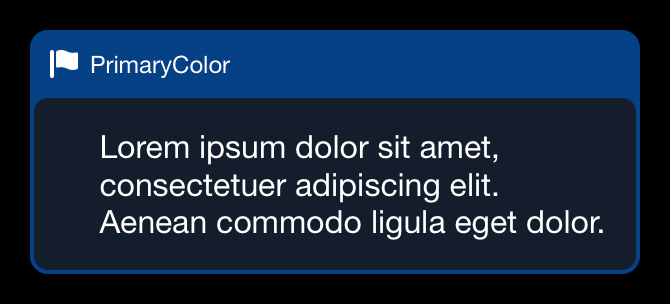 PrimaryColor
Lorem ipsum dolor sit amet,
consectetuer adipiscing elit.
Aenean commodo ligula eget dolor.